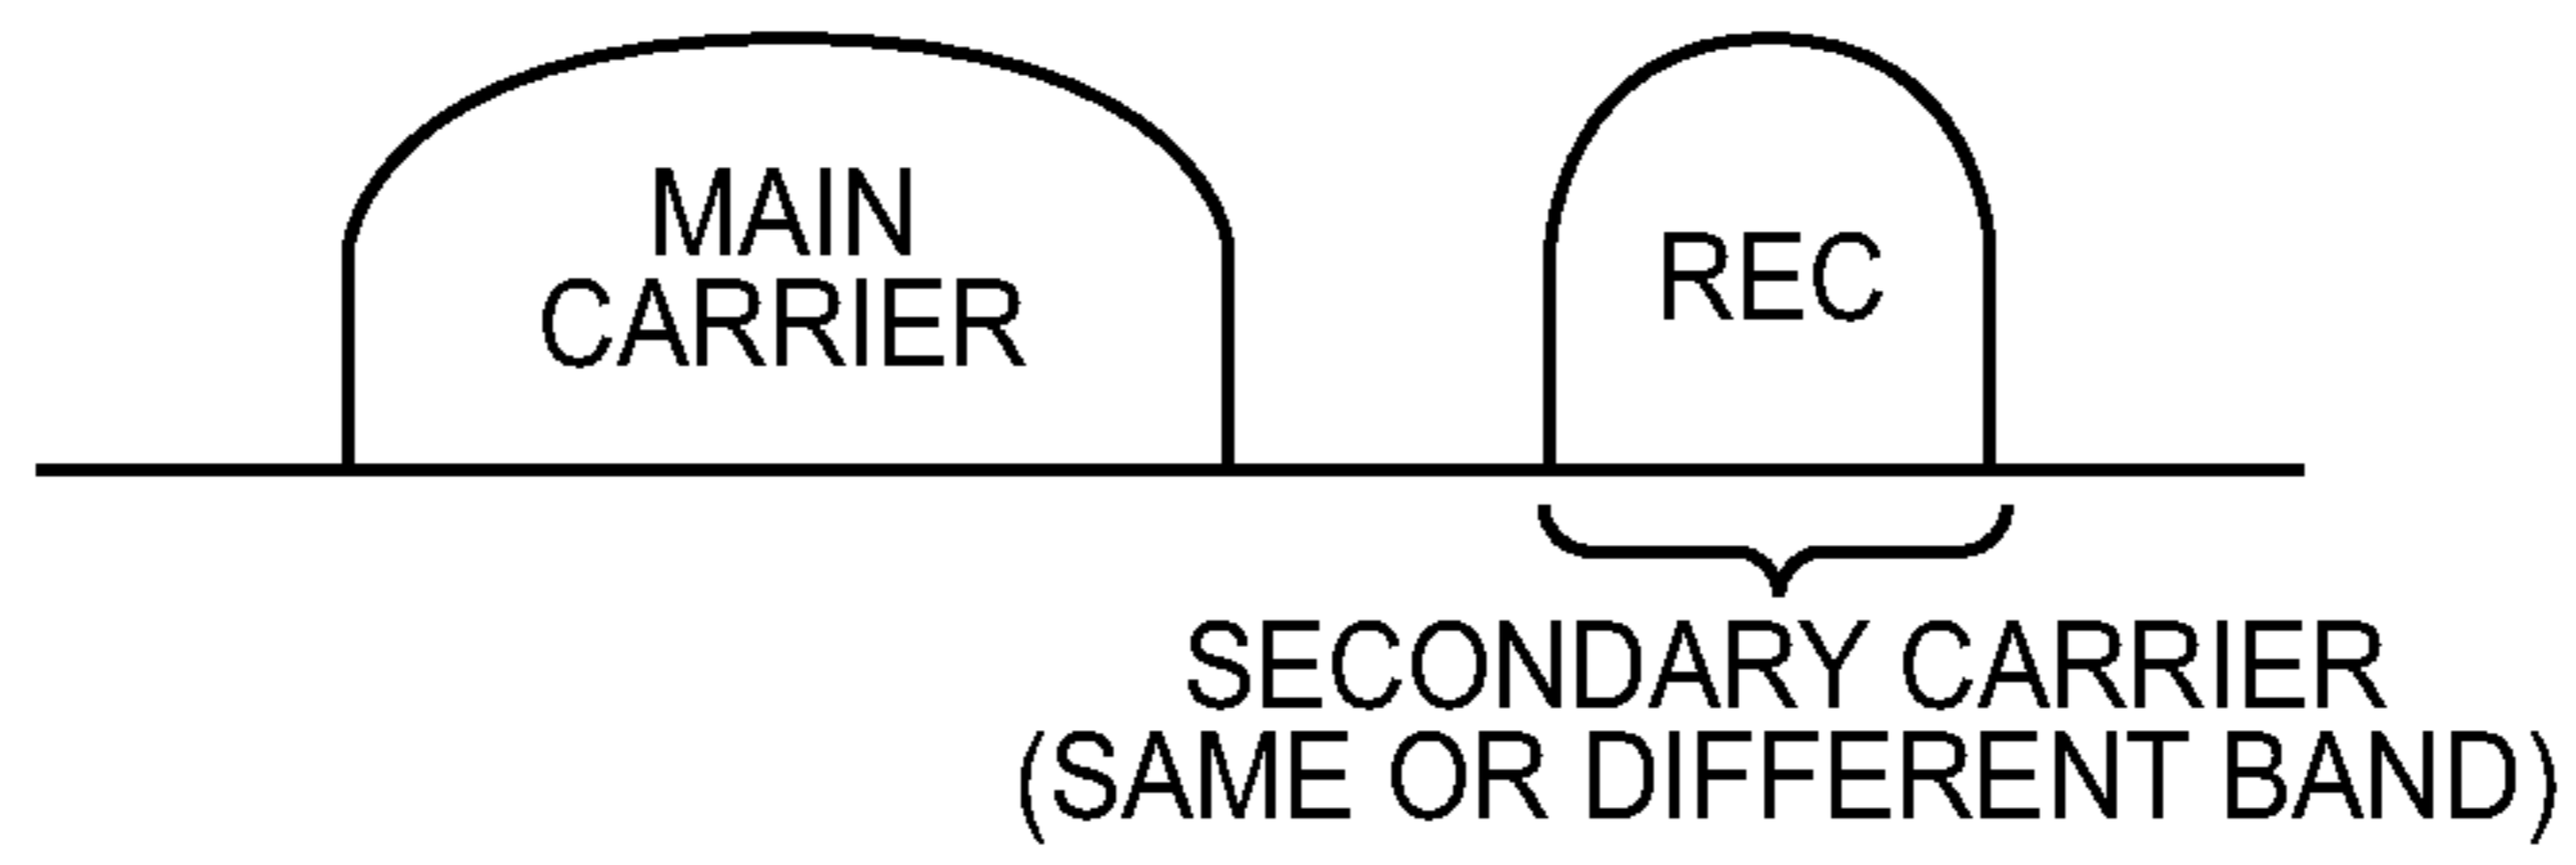 MAIN
CARRIER
REC
SECONDARY CARRIER
(SAME OR DIFFERENT BAND)